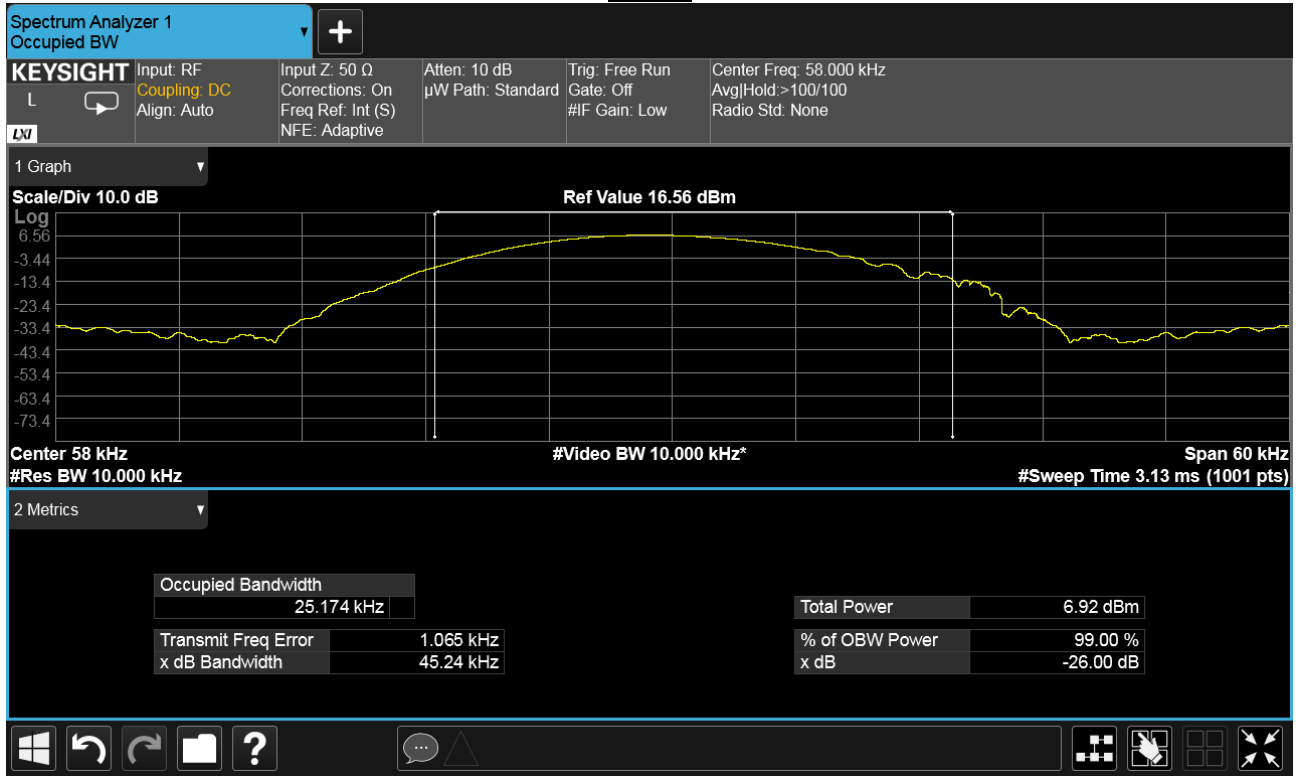 Spectrum Analyzer 1
Occupied BW
KEYSIGHT
L
LXI
Input: RF
Coupling: DC
Align: Auto
Input Z: 50 Ω
Corrections: On
Freq Ref: Int (S)
NFE: Adaptive
Atten: 10 dB
µW Path: Standard
Trig: Free Run
Gate: Off
#IF Gain: Low
Center Freq: 58.000 kHz
Avg|Hold:>100/100
Radio Std: None
1 Graph
Scale/Div 10.0 dB
Ref Value 16.56 dBm
Log
6.56
-3.44
-13.4
-23.4
-33.4
-43.4
-53.4
-63.4
-73.4
Center 58 kHz
#Video BW 10.000 kHz*
Span 60 kHz
#Res BW 10.000 kHz
#Sweep Time 3.13 ms (1001 pts)
2 Metrics
Occupied Bandwidth
25.174 kHz
Total Power 6.92 dBm
Transmit Freq Error 1.065 kHz
% of OBW Power 99.00 %
x dB Bandwidth 45.24 kHz
x dB -26.00 dB
?